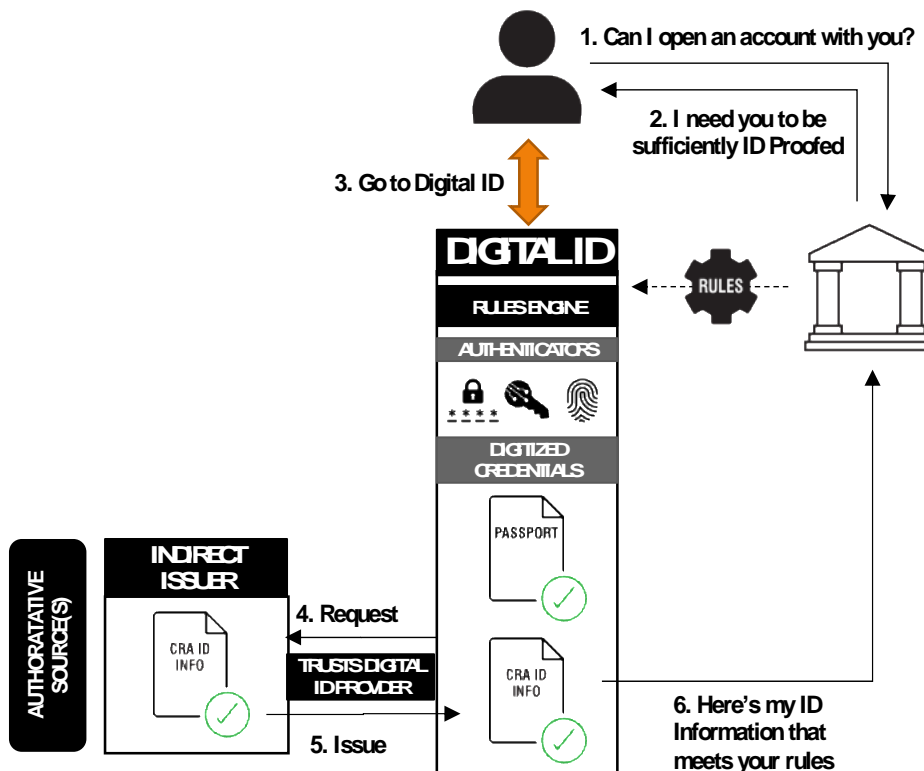 1. Can I open an account with you?
2. I need you to be
sufficiently ID Proofed
3. Go to Digital ID
DIGITAL ID
RULES
RULES ENGINE
AUTHENTICATORS
* * * *
DIGITIZED
CREDENTIALS
PASSPORT
AUTHORATATIVE
SOURCE(S)
INDIRECT
ISSUER
4. Request
CRA ID
INFO
TRUSTS DIGITAL
ID PROVIDER
CRA ID
INFO
5. Issue
6. Here's my ID
Information that
meets your rules